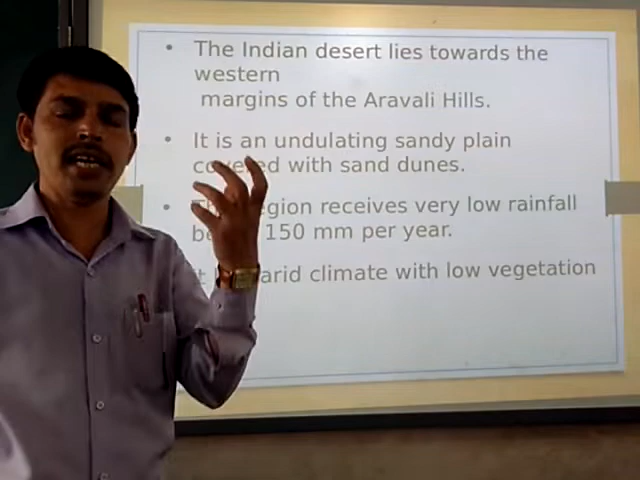 • The Indian desert lies towards the
western
margins of the Aravali Hills.
• It is an undulating sandy plain
covered with sand dunes.
• region receives very low rainfall
150 mm per year.
arid climate with low vegetation